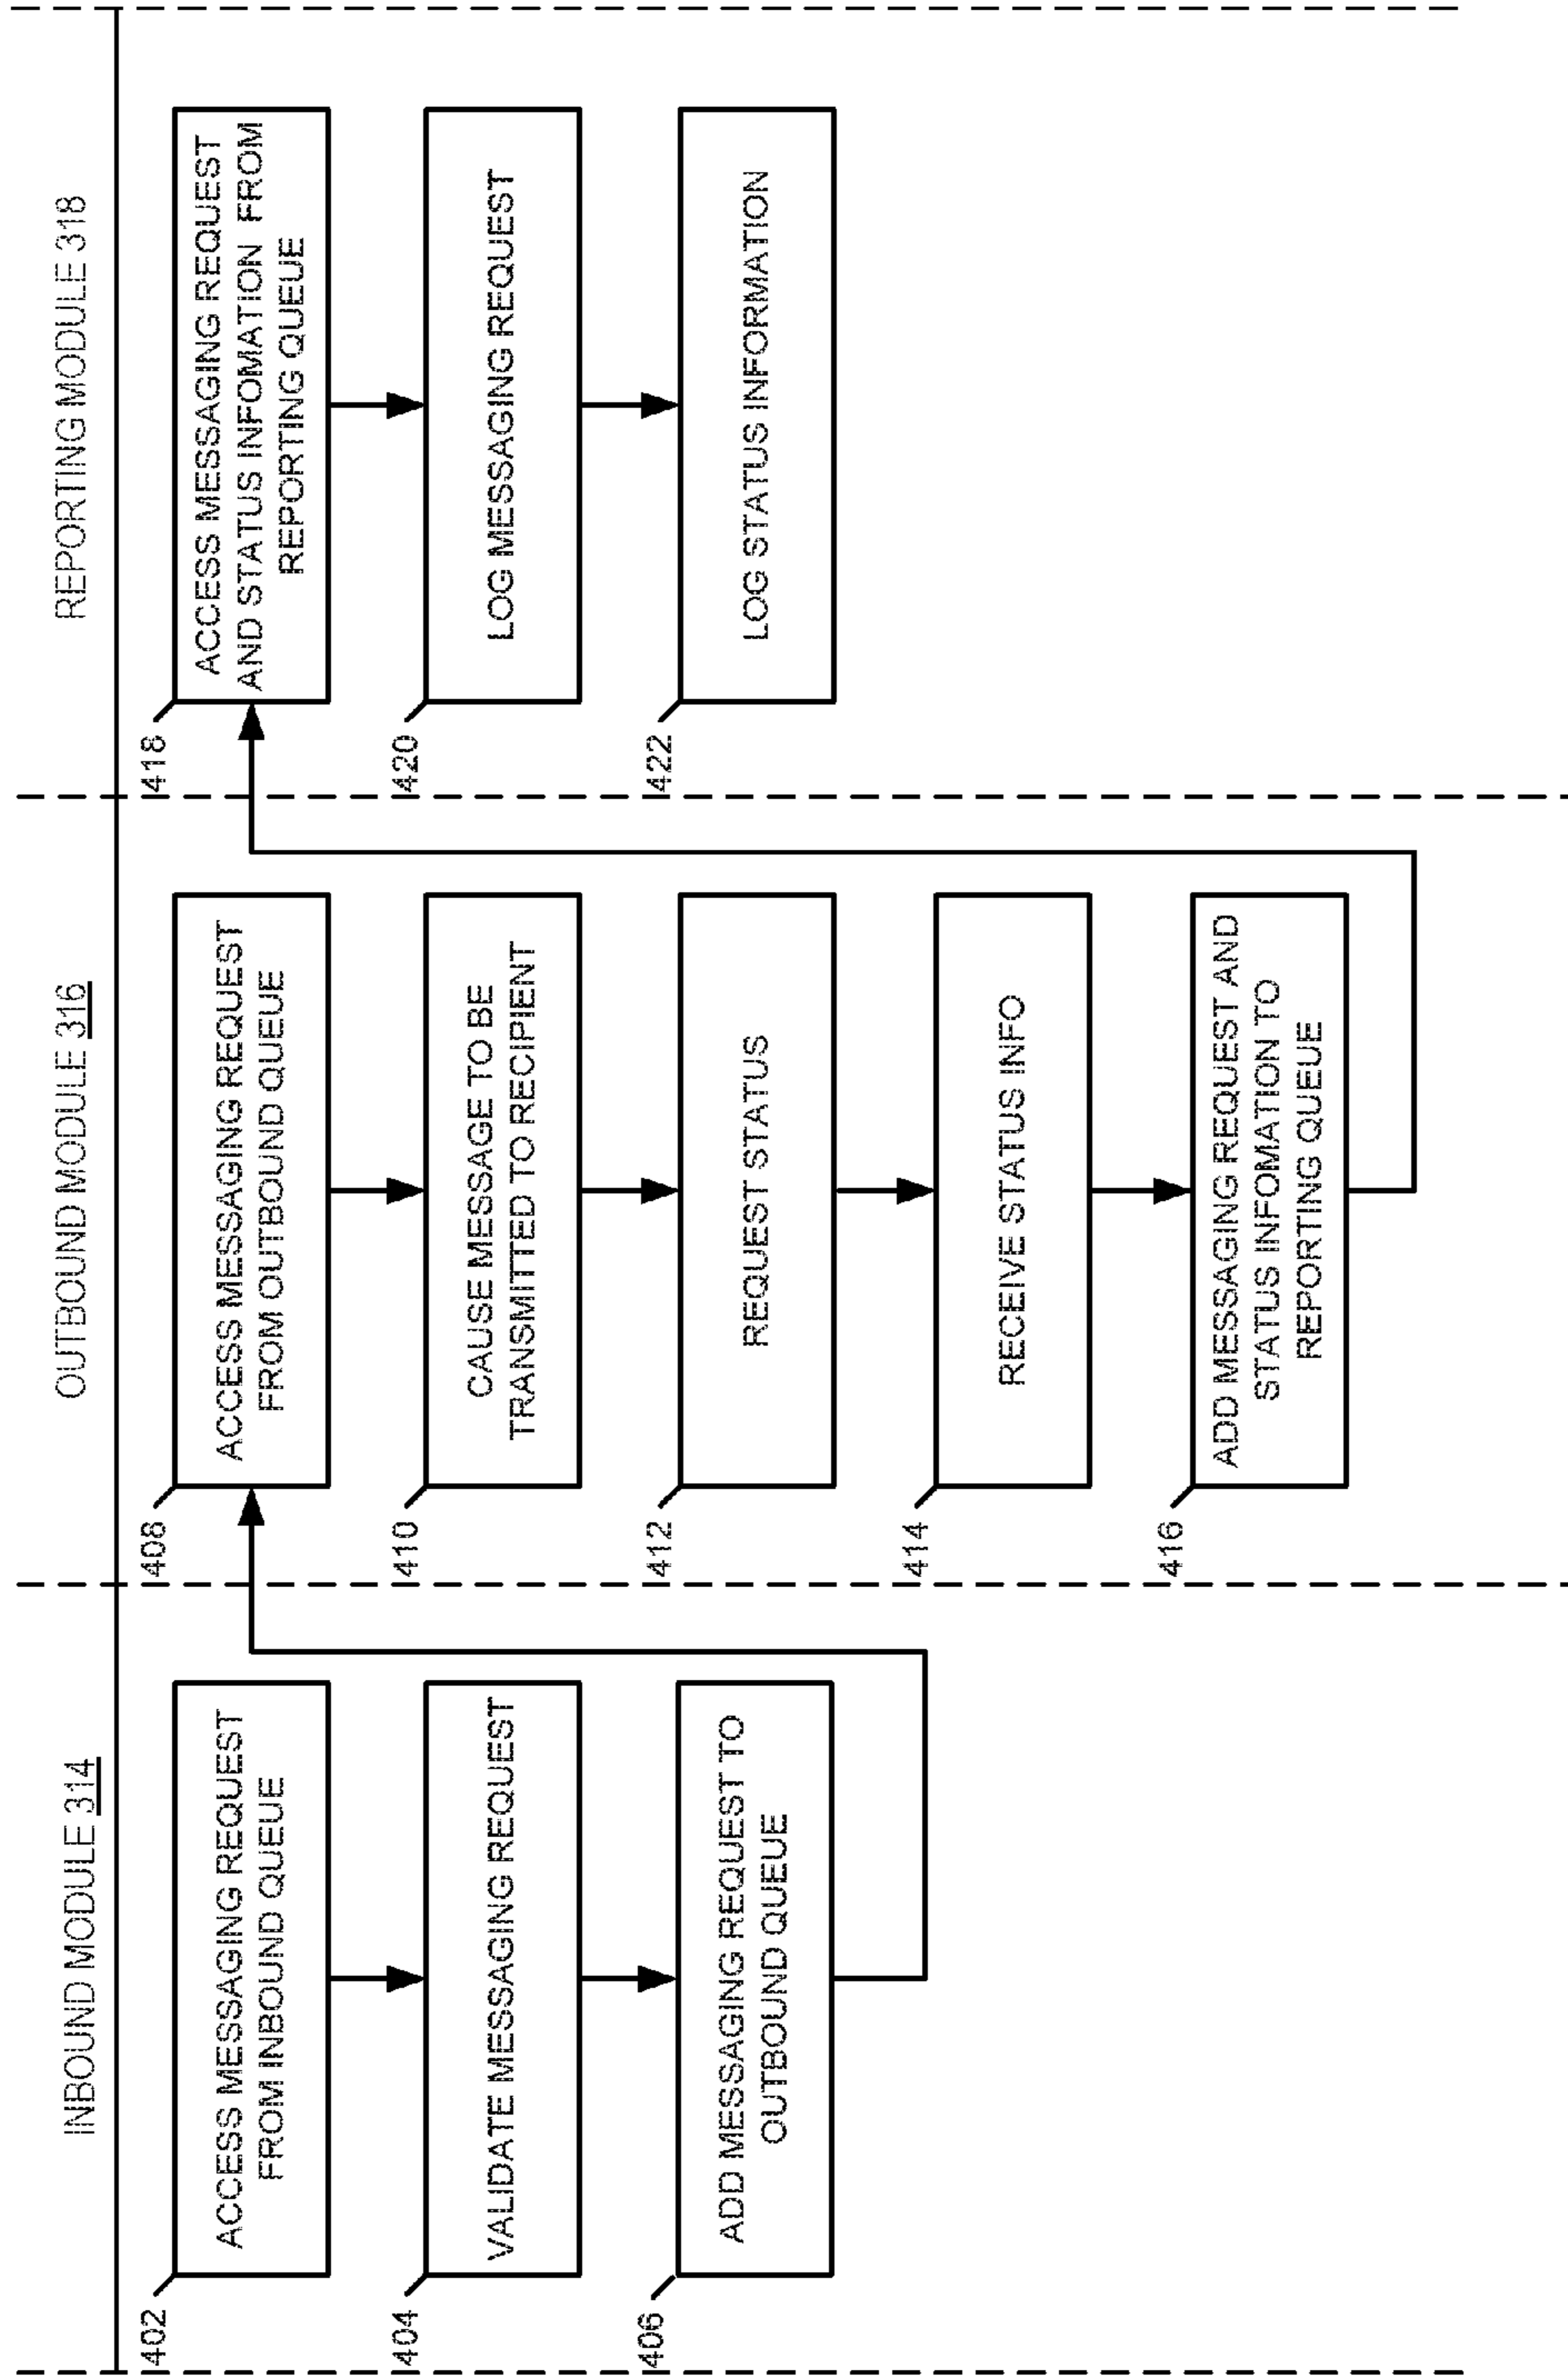 INBOUND MODULE 314
402
ACCESS MESSAGING REQUEST
FROM INBOUND QUEUE
404
VALIDATE MESSAGING REQUEST
406
ADD MESSAGING REQUEST TO
OUTBOUND QUEUE
OUTBOUND MODULE 316
408
ACCESS MESSAGING REQUEST
FROM OUTBOUND QUEUE
410
CAUSE MESSAGE TO BE
TRANSMITTED TO RECIPIENT
412
REQUEST STATUS
414
RECEIVE STATUS INFO
416
ADD MESSAGING REQUEST AND
STATUS INFOMATION TO
REPORTING QUEUE
REPORTING MODULE 318
418
ACCESS MESSAGING REQUEST
AND STATUS INFOMATION FROM
REPORTING QUEUE
420
LOG MESSAGING REQUEST
422
LOG STATUS INFORMATION